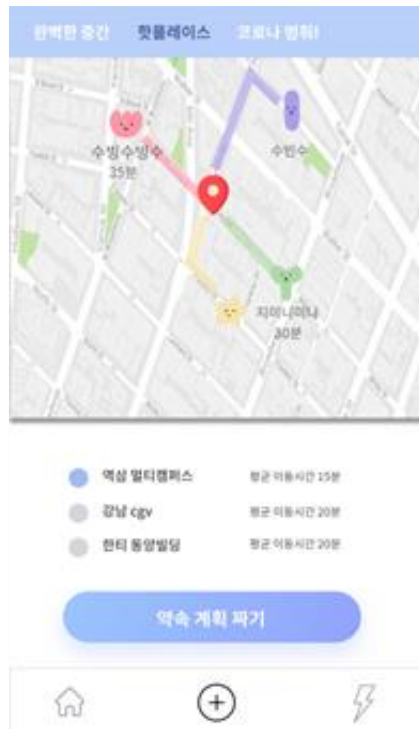 완벽한 중간 핫플레이스 코로나 멈춰!
수빙수빙수
35분
수빈수
지미니미나
30분
역삼 멀티캠퍼스 평균 이동시간 15분
강남 cgv 평균 이동시간 20분
한티 동양빌딩 평균 이동시간 20분
약속 계획 짜기